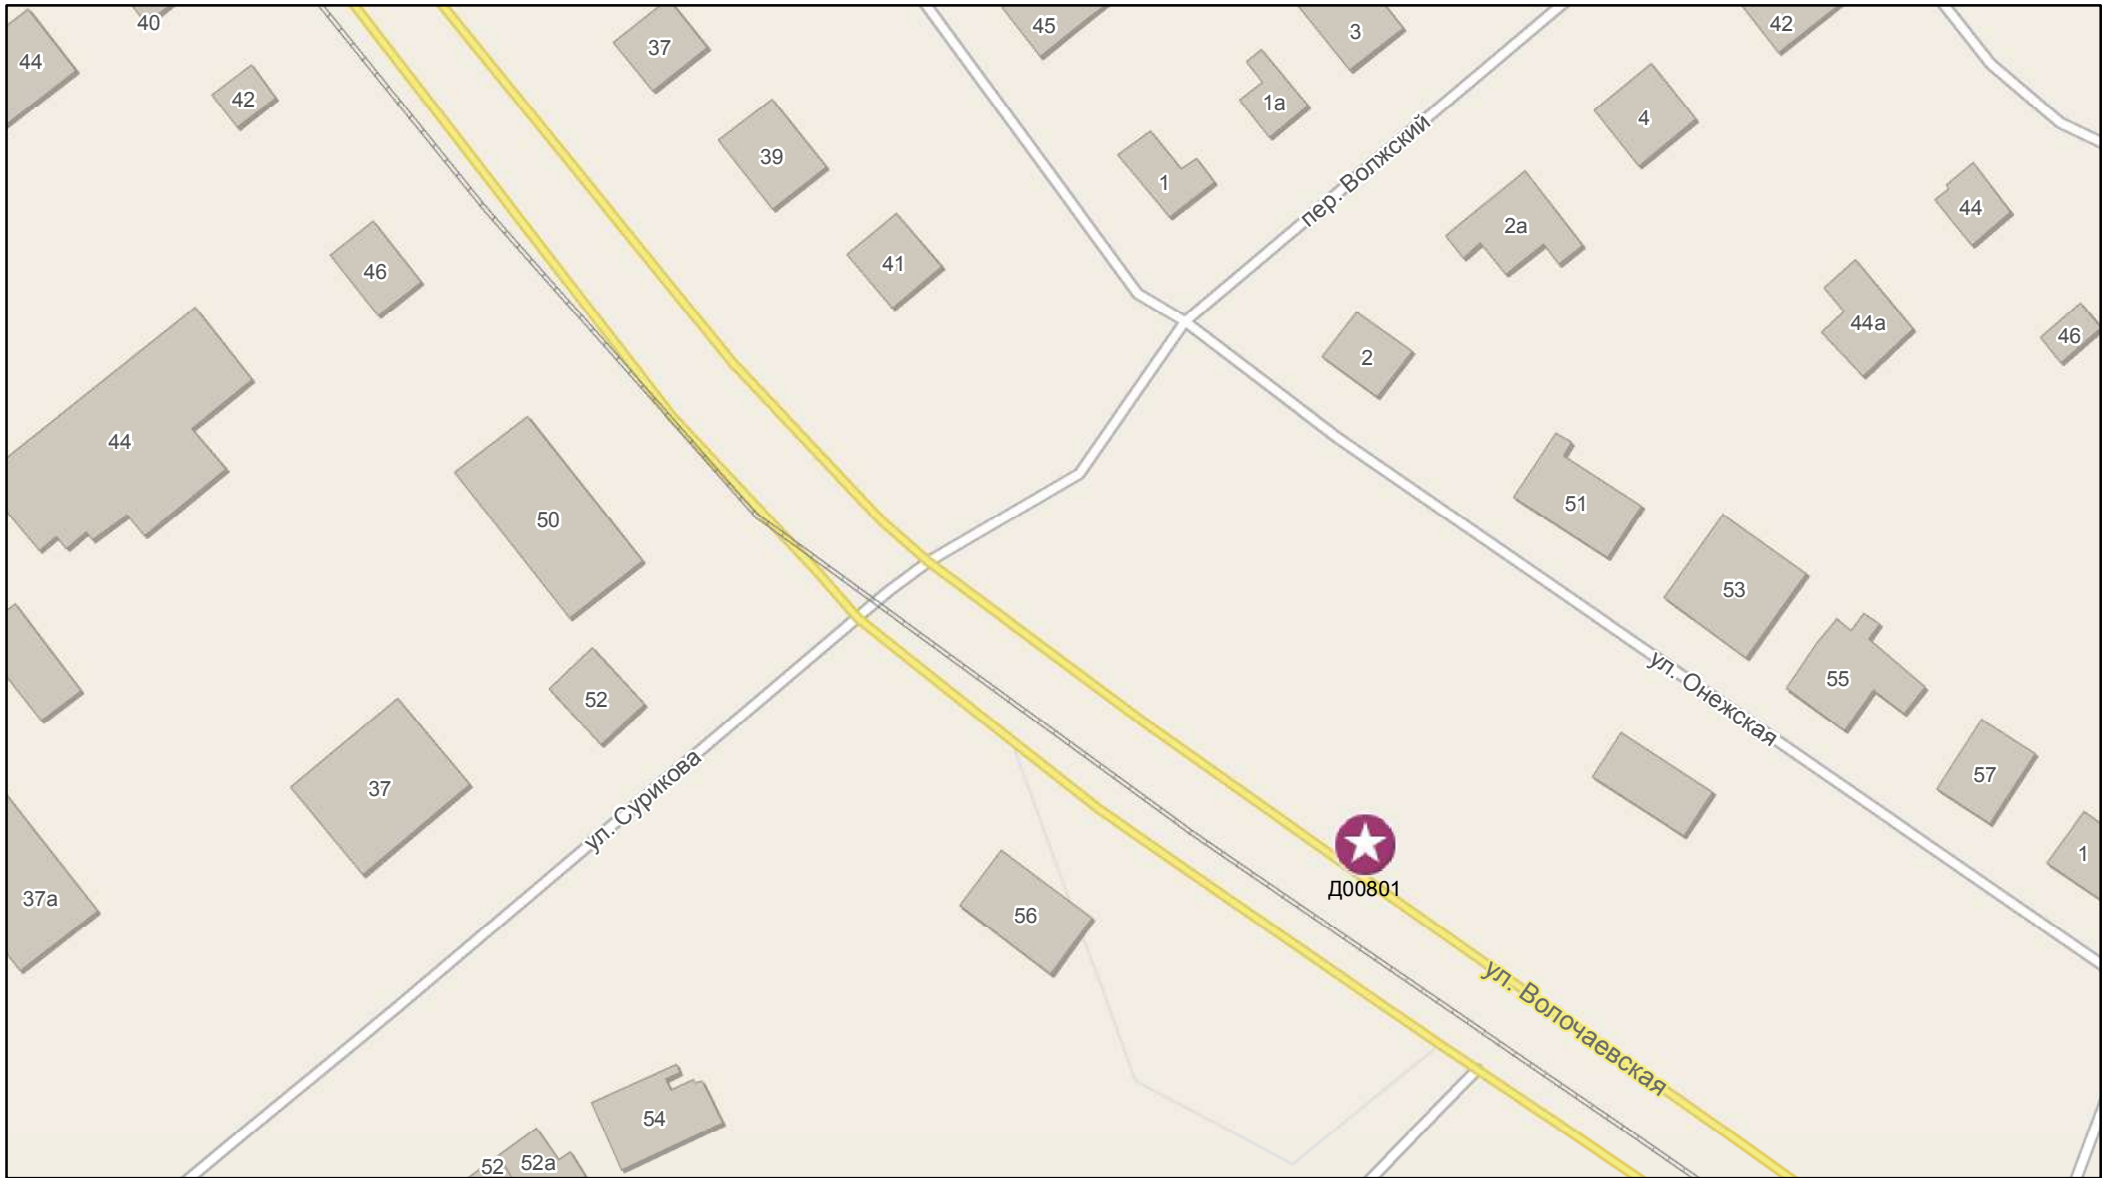 40
45
3
42
44
37
42
1а
4
39
1
44
2а
41
46
пер. Волжский
44а
46
2
44
51
50
53
55
52
ул. Онежская
57
37
ул. Сурикова
1
Д00801
37а
56
ул. Волочаевская
54
52
52а